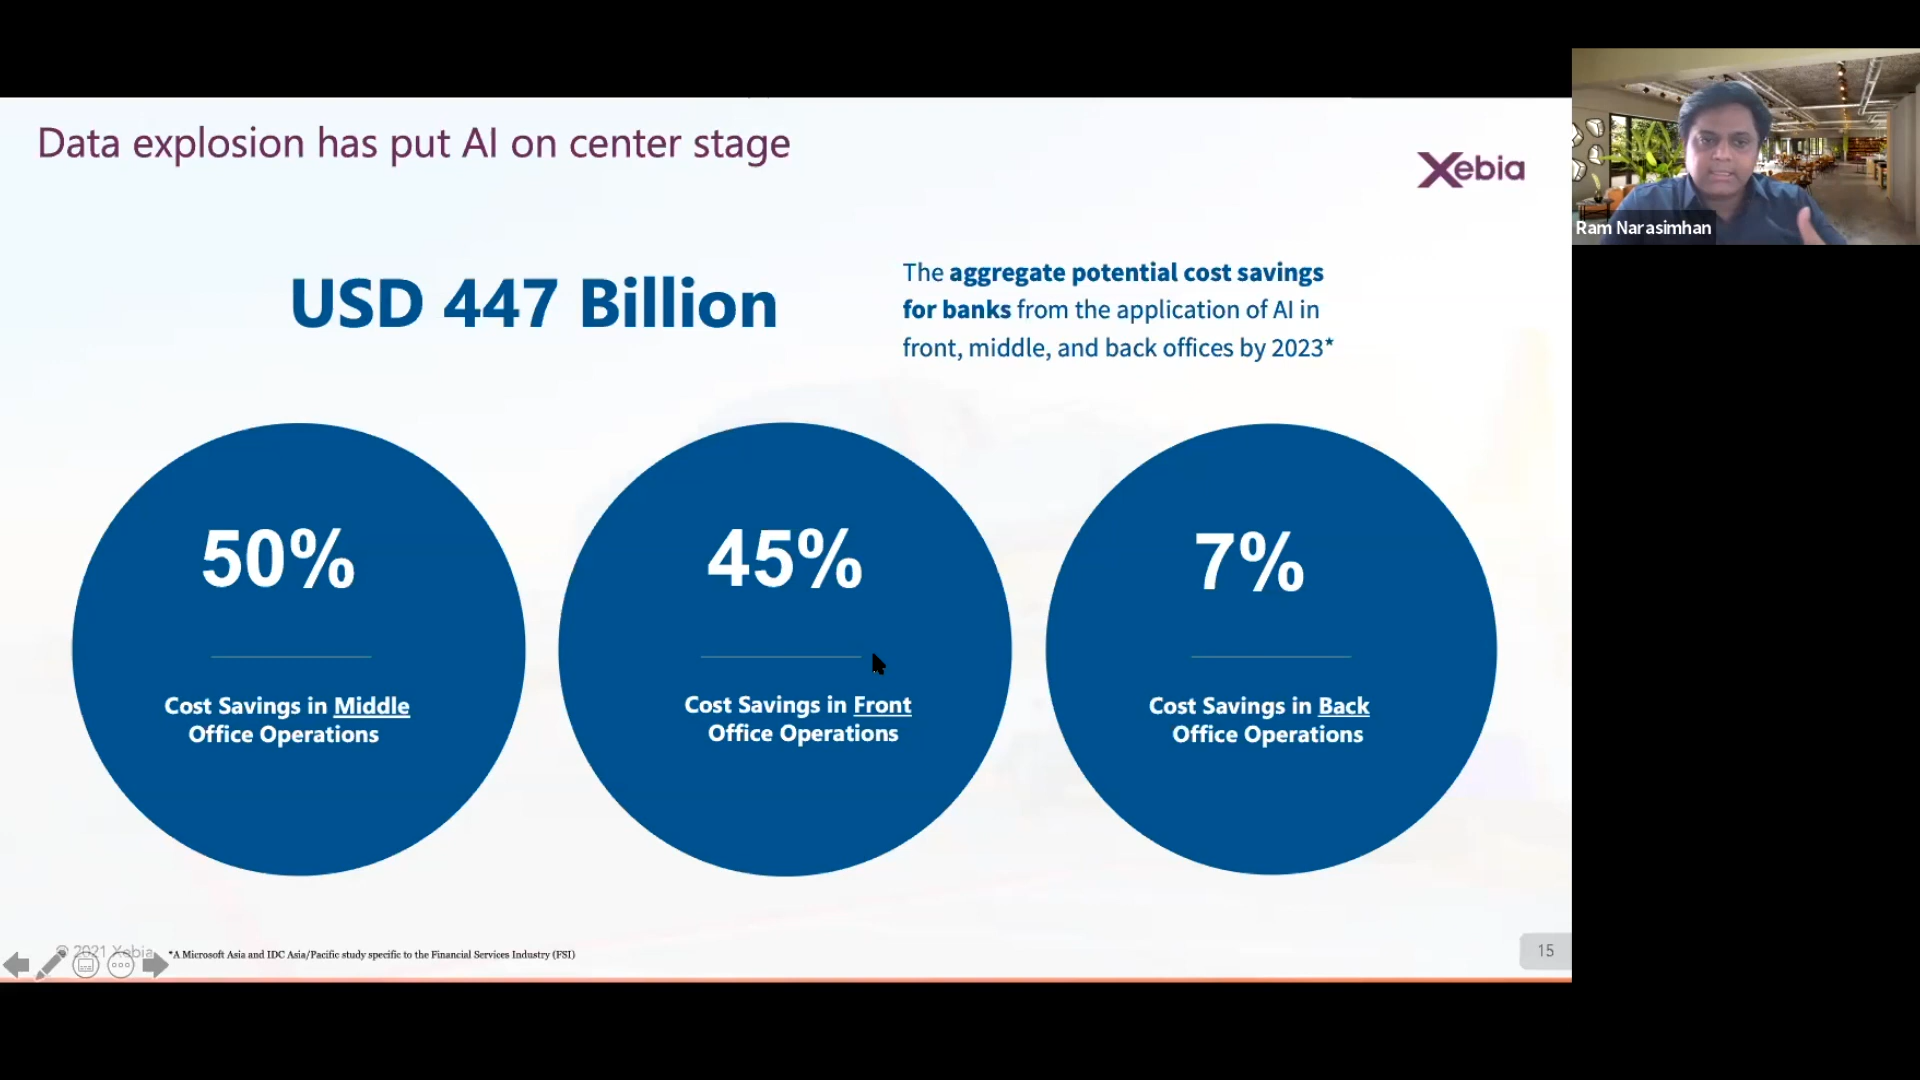 Data explosion has put AI on center stage
Xebia
Ram Narasimhan
USD 447 Billion
The aggregate potential cost savings
for banks from the application of AI in
front, middle, and back offices by 2023*
50%
Cost Savings in Middle
Office Operations
45%
Cost Savings in Front
Office Operations
7%
Cost Savings in Back
Office Operations
© 2021 Xebia
*A Microsoft Asia and IDC Asia/Pacific study specific to the Financial Services Industry (FSI)
15